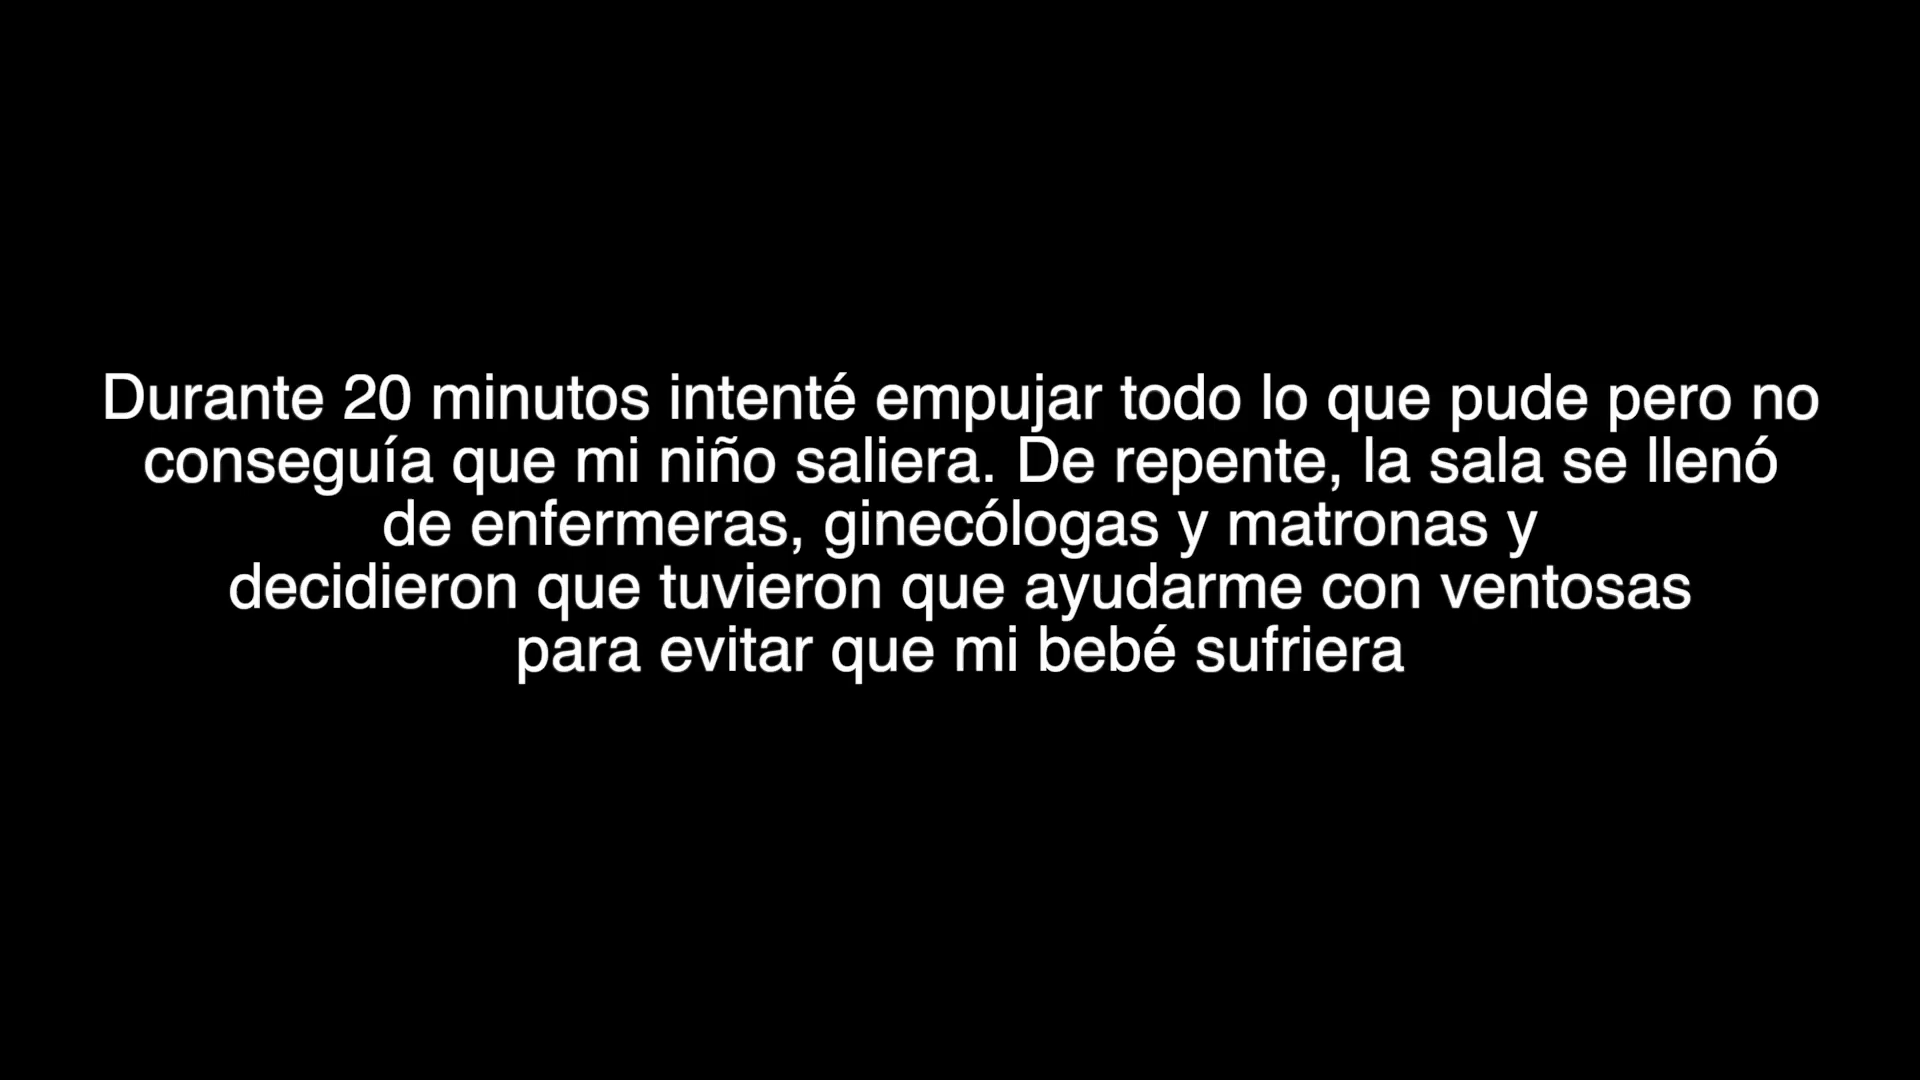 Durante 20 minutos intenté empujar todo lo que pude pero no
conseguía que mi niño saliera. De repente, la sala se llenó
de enfermeras, ginecólogas y matronas y
decidieron que tuvieron que ayudarme con ventosas
para evitar que mi bebé sufriera